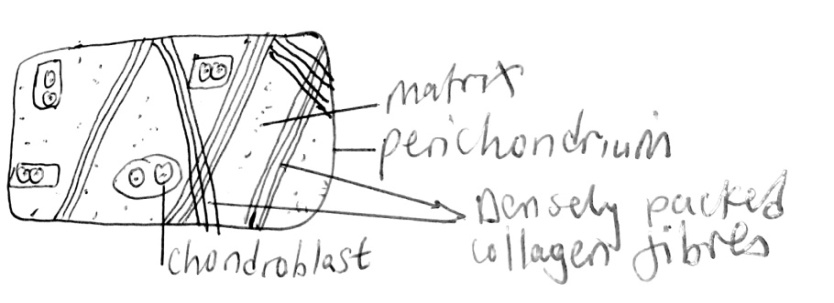 matrix
perichondrium
Densely packed
collagen fibres
chondroblast